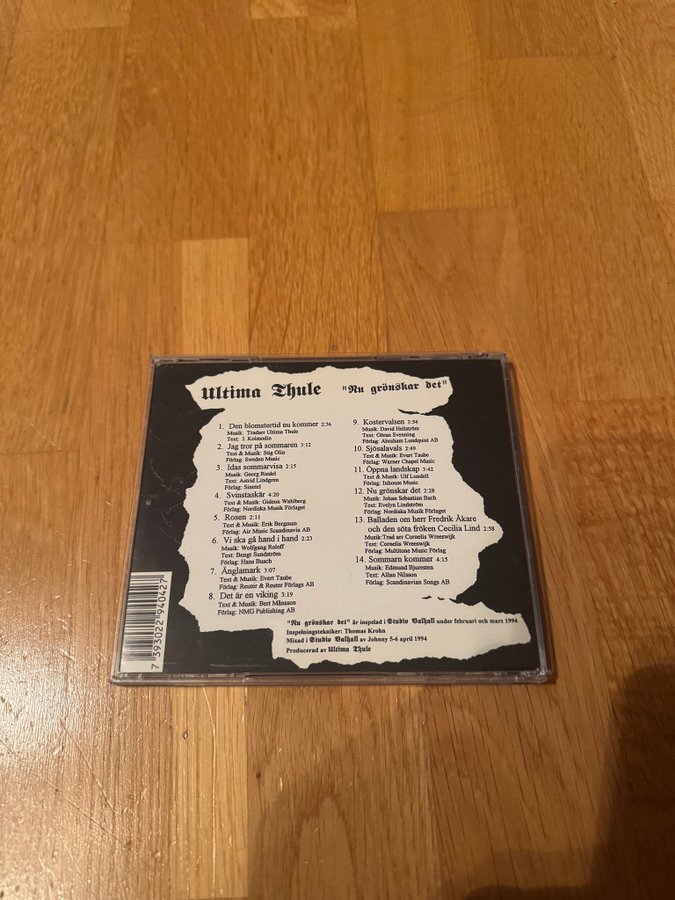 Ultima Thule "Nu grönskar det"
1. Den blomstertid nu kommer 2:36
Musik: Tradarr Ultima Thule
Text: I. Kolmodin
2. Jag tror på sommaren 3:12
Text & Musik: Stig Olin
Förlag: Sweden Music
3. Idas sommarvisa 2:15
Musik: Georg Riedel
Text: Astrid Lindgren
Förlag:
4. Svinstaskär 4:20
Text & Musik: Gideon Wahlberg
Förlag: Nordiska Musik Förlaget
5. Rosen 2:11
Text & Musik: Erik Bergman
Förlag: Air Music Scandinavia AB
6. Vi ska gå hand i hand 2:23
Musik: Wolfgang Roloff
Text: Bengt Sundström
Förlag: Hans Busch
7. Änglamark 3:07
Text & Musik: Evert Taube
Förlag: Reuter & Reuter Förlags AB
8. Det är en viking 3:19
Text & Musik: Bert Månsson
Förlag: NMG Publishing AB
9. Kostervalsen 3:54
Musik: David Hellström
Text: Göran Svenning
Förlag: Abraham Lundquist AB
10. Sjösalavals 2:49
Text & Musik: Evert Taube
Förlag: Warner Chapel Music
11. Öppna landskap 3:42
Text & Musik: Ulf Lundell
Förlag: Inhouse Music
12. Nu grönskar det 2:28
Musik: Johan Sebastian Bach
Text: Evelyn Lindström
Förlag: Nordiska Musik Förlaget
13. Balladen om herr Fredrik Åkare
och den söta fröken Cecilia Lind 2:58
Musik:Trad arr Cornelis Wreeswijk
Text: Cornelis Wreeswijk
Förlag: Multitone Music Förlag
14. Sommarn kommer 4:15
Musik: Edmund Bjuresten
Text: Allan Nilsson
Förlag: Scandinavian Songs AB
"Nu grönskar det" är inspelad i Studio Valhall under februari och mars 1994
Inspelningstekniker: Thomas Krohn
Mixad i Studio Valhall av Johnny 5-6 april 1994
Producerad av Ultima Thule
7 393022 940427